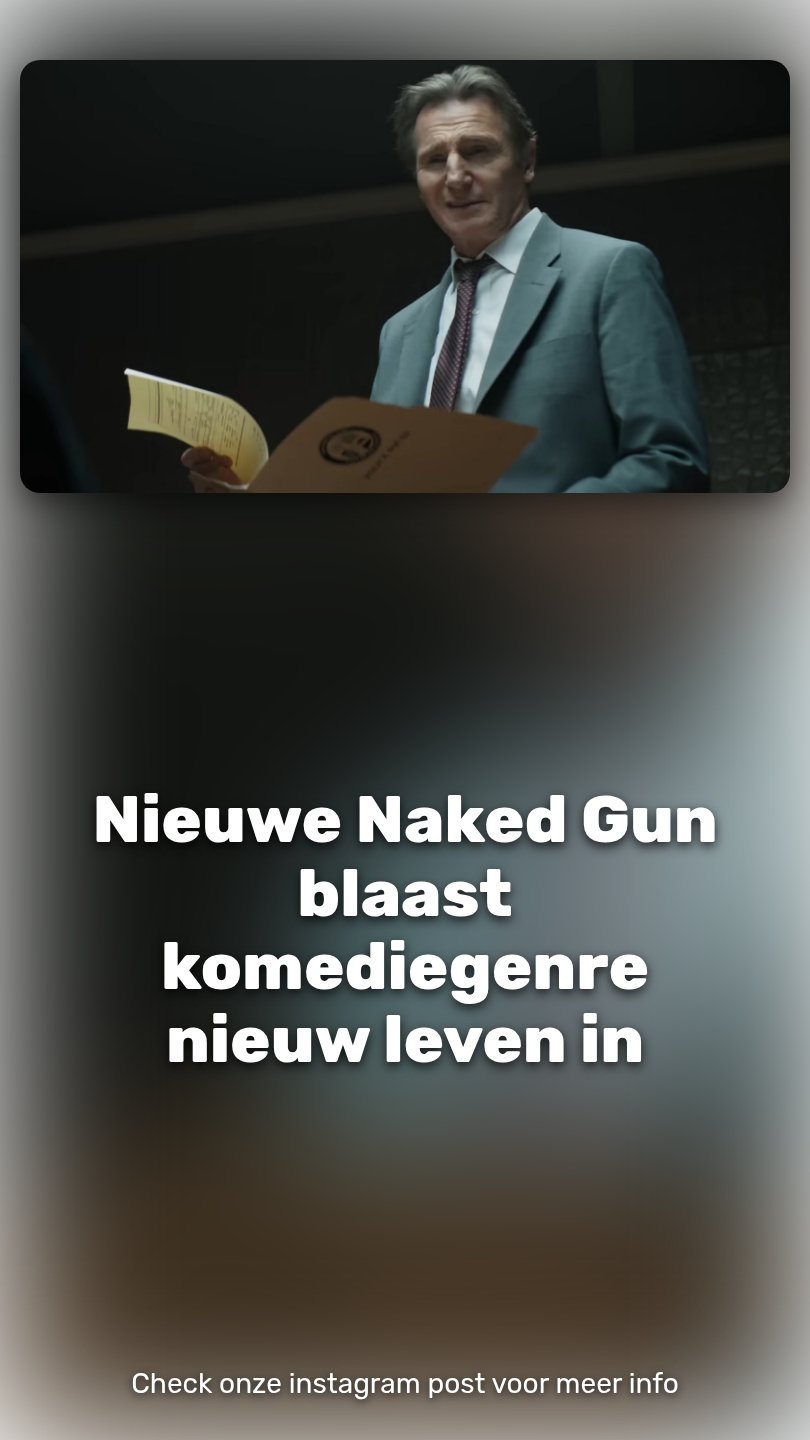 Nieuwe Naked Gun
blaast
komediegenre
nieuw leven in
Check onze instagram post voor meer info